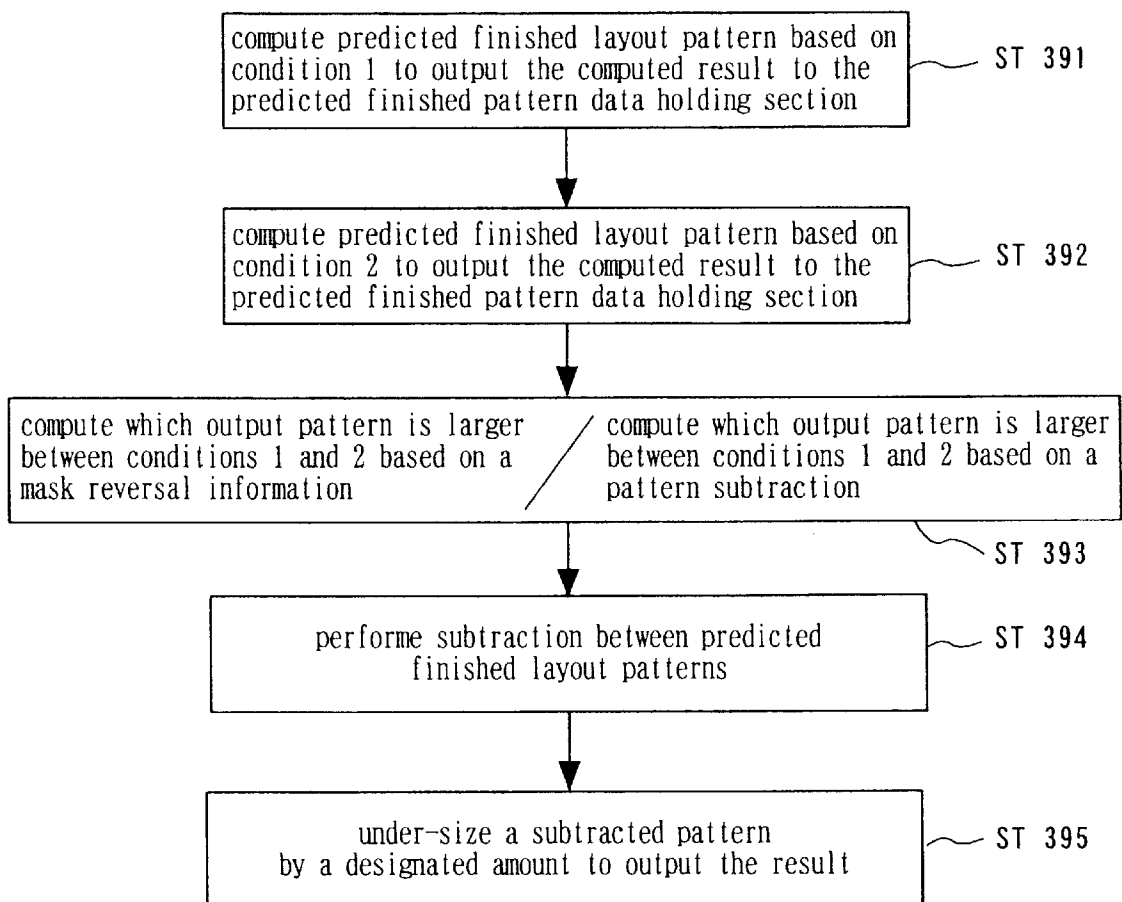 compute predicted finished layout pattern based on
condition 1 to output the computed result to the
predicted finished pattern data holding section
ST 391
compute predicted finished layout pattern based on
condition 2 to output the computed result to the
predicted finished pattern data holding section
ST 392
compute which output pattern is larger
between conditions 1 and 2 based on a
mask reversal information
compute which output pattern is larger
between conditions 1 and 2 based on a
pattern subtraction
ST 393
performe subtraction between predicted
finished layout patterns
ST 394
under-size a subtracted pattern
by a designated amount to output the result
ST 395